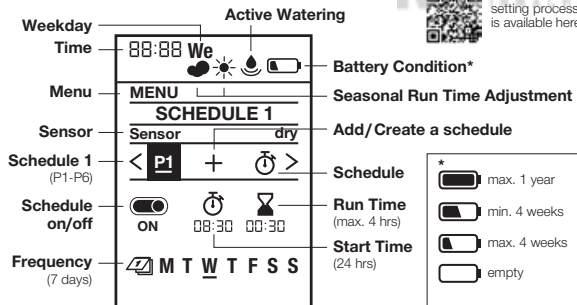 setting process
is available here
Active Watering
Weekday
Time
88:88 We
Battery Condition*
Menu
MENU
Seasonal Run Time Adjustment
SCHEDULE 1
Sensor
Sensor dry
Add/Create a schedule
Schedule 1
(P1-P6)
< P1 + >
Schedule
Schedule
on/off
ON
08:30 00:30
Run Time
(max. 4 hrs)
Start Time
(24 hrs)
Frequency
(7 days)
7 M T W T F S S
*
max. 1 year
min. 4 weeks
max. 4 weeks
empty